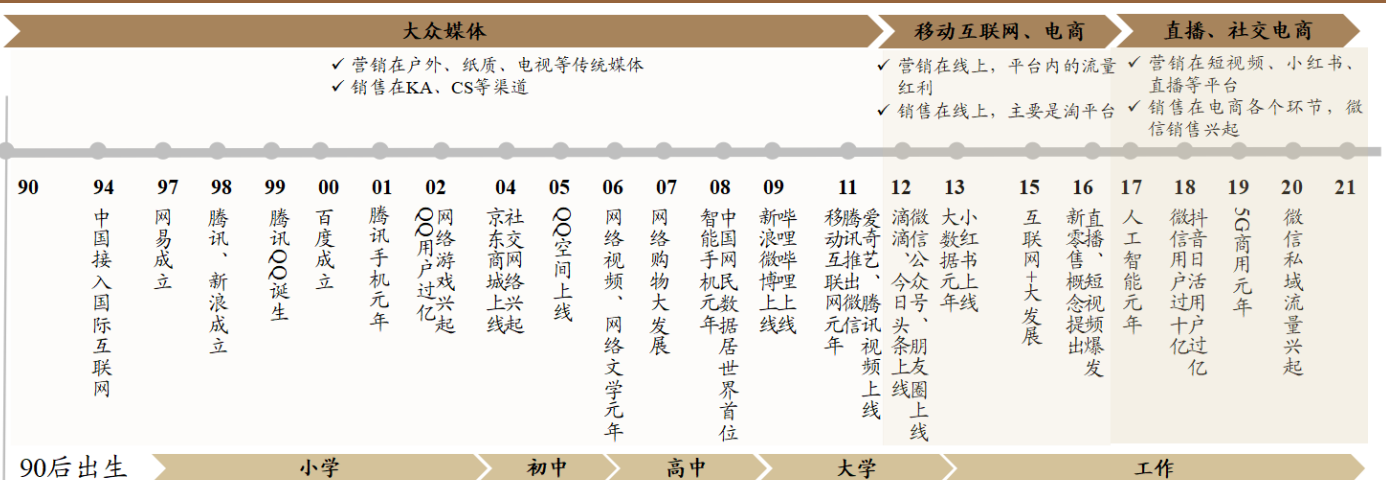 大众媒体
移动互联网、电商
直播、社交电商
✓ 营销在户外、纸质、电视等传统媒体
✓ 销售在KA、CS等渠道
✓ 营销在线上，平台内的流量
红利
✓ 销售在线上，主要是淘平台
✓ 营销在短视频、小红书、
直播等平台
✓ 销售在电商各个环节，微
信销售兴起
90
94
97
98
99
00
01
02
04
05
06
07
08
09
11
12
13
15
16
17
18
19
20
21
中国接入国际互联网
网易成立
腾讯、新浪成立
腾讯QQ诞生
百度成立
腾讯手机元年
网络游戏兴起
QQ用户过亿
社交网络兴起
京东商城上线
QQ空间上线
网络视频、网络文学元年
网络购物大发展
中国网民数据居世界首位
智能手机元年
哔哩哔哩上线
新浪微博上线
爱奇艺、腾讯视频上线
腾讯推出微信
移动互联网元年
微信公众号、朋友圈上线
滴滴、今日头条上线
小红书上线
大数据元年
互联网+大发展
直播、短视频爆发
新零售概念提出
人工智能元年
抖音日活用户过亿
微信用户过十亿
5G商用元年
微信私域流量兴起
90后出生
小学
初中
高中
大学
工作